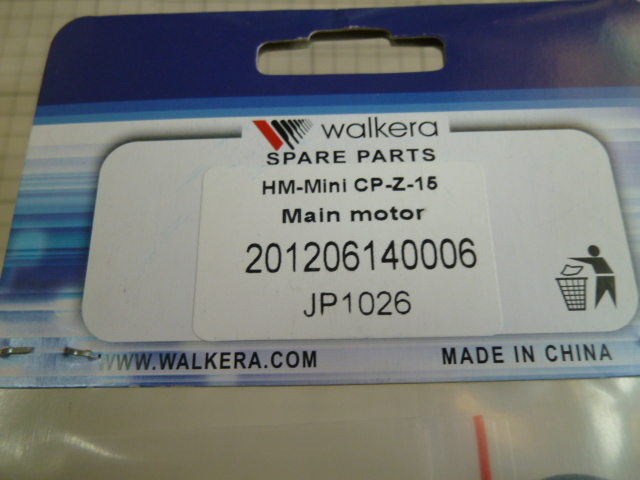 walkera
SPARE PARTS
HM-Mini CP-Z-15
Main motor
201206140006
JP1026
WWW.WALKERA.COM
MADE IN CHINA